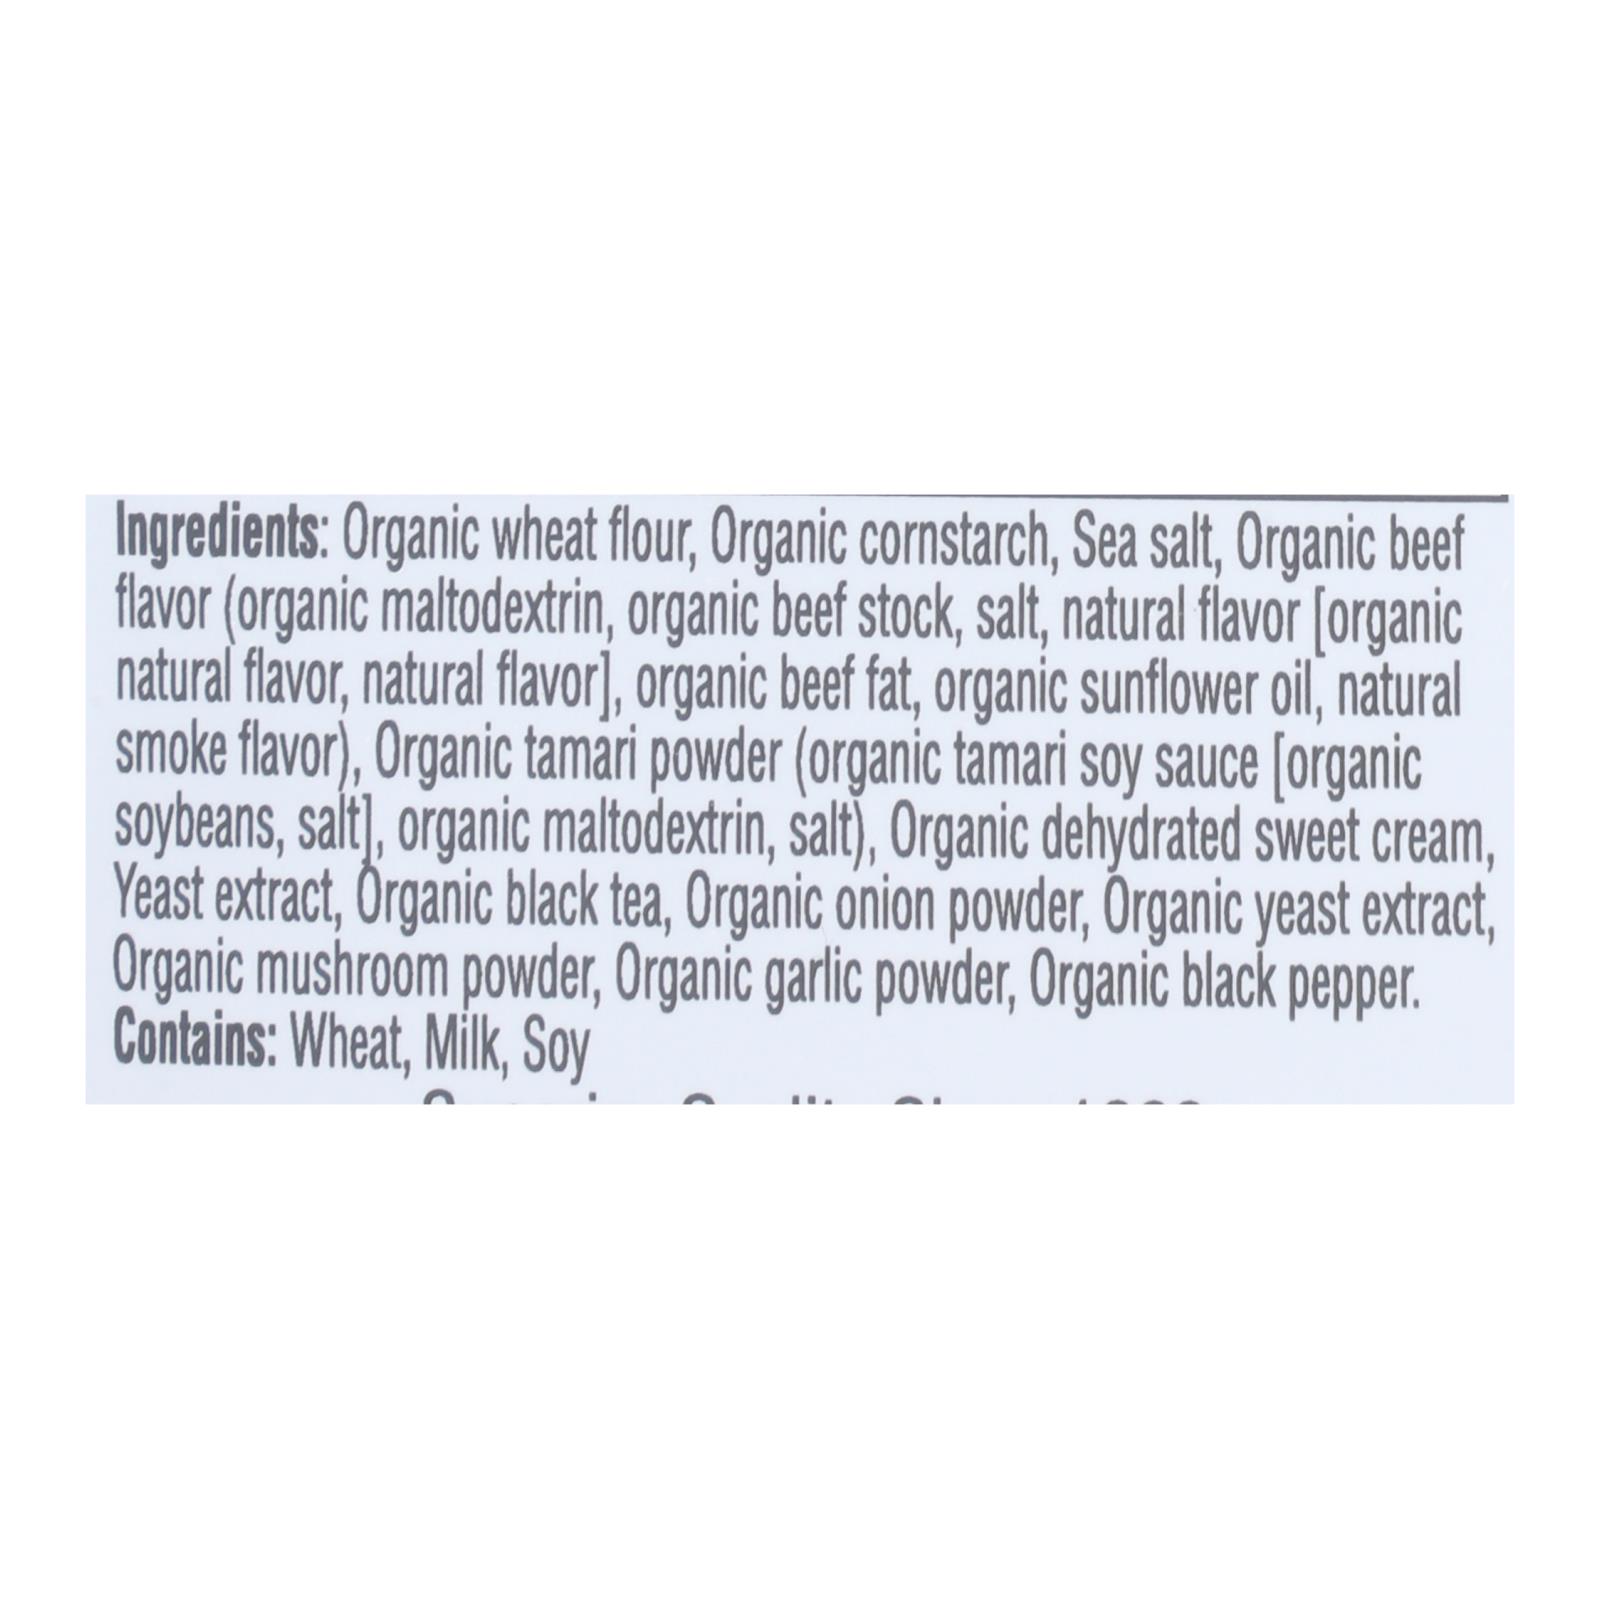 Ingredients: Organic wheat flour, Organic cornstarch, Sea salt, Organic beef
flavor (organic maltodextrin, organic beef stock, salt, natural flavor [organic
natural flavor, natural flavor], organic beef fat, organic sunflower oil, natural
smoke flavor), Organic tamari powder (organic tamari soy sauce [organic
soybeans, salt], organic maltodextrin, salt), Organic dehydrated sweet cream,
Yeast extract, Organic black tea, Organic onion powder, Organic yeast extract,
Organic mushroom powder, Organic garlic powder, Organic black pepper.
Contains: Wheat, Milk, Soy